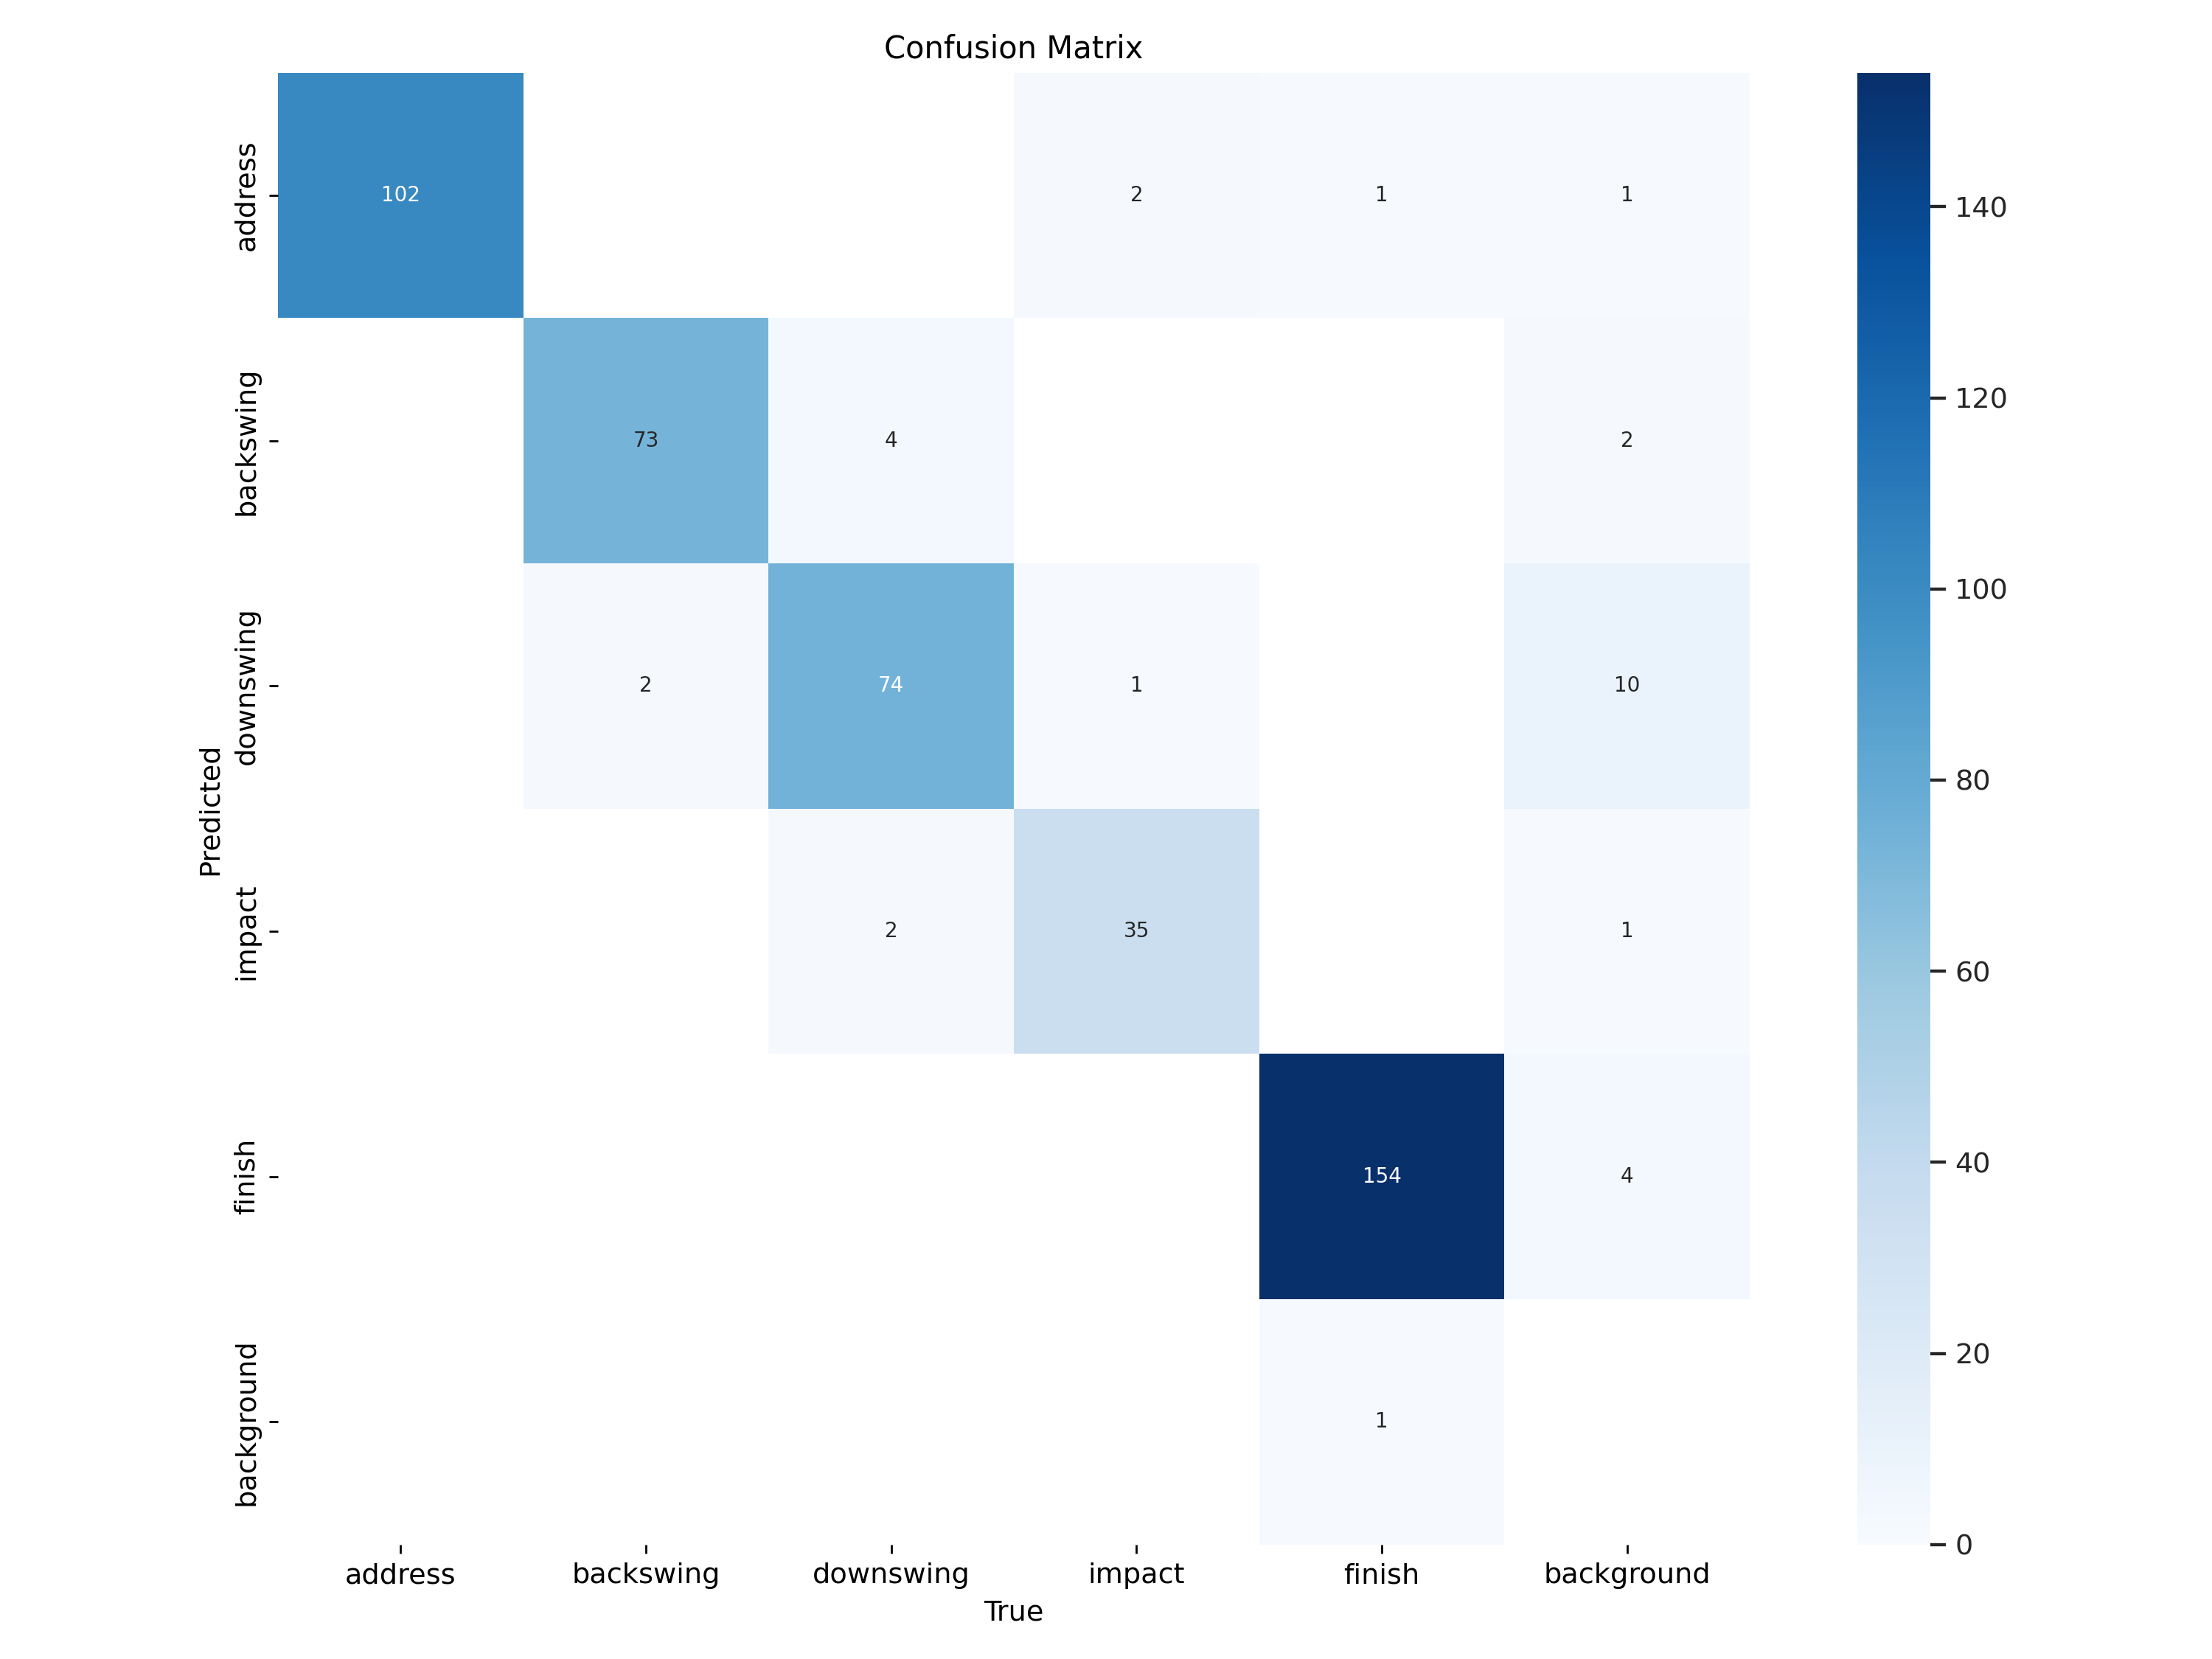 Confusion Matrix
address
102
2
1
1
140
backswing
73
4
2
120
downswing
2
74
1
10
100
80
Predicted
impact
2
35
1
60
finish
154
4
40
background
1
20
0
address backswing downswing impact finish background
True